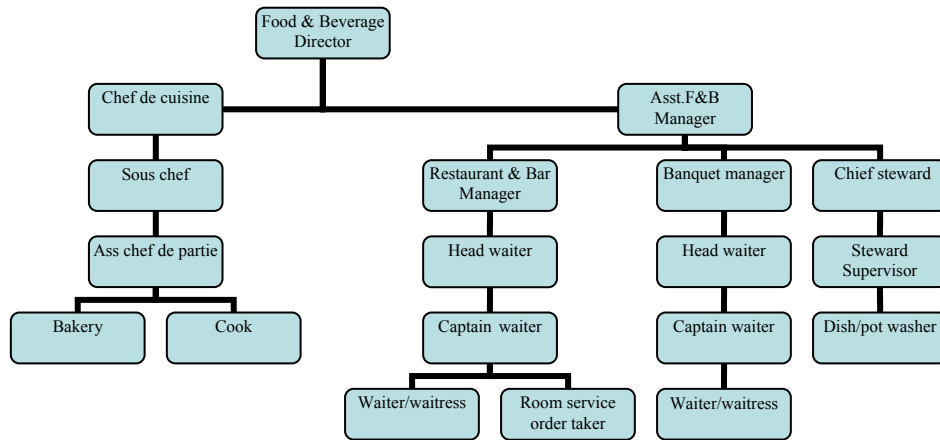 Food & Beverage
Director
Chef de cuisine
Asst.F&B
Manager
Sous chef
Restaurant & Bar
Manager
Banquet manager
Chief steward
Ass chef de partie
Head waiter
Head waiter
Steward
Supervisor
Bakery
Cook
Captain waiter
Captain waiter
Dish/pot washer
Waiter/waitress
Room service
order taker
Waiter/waitress